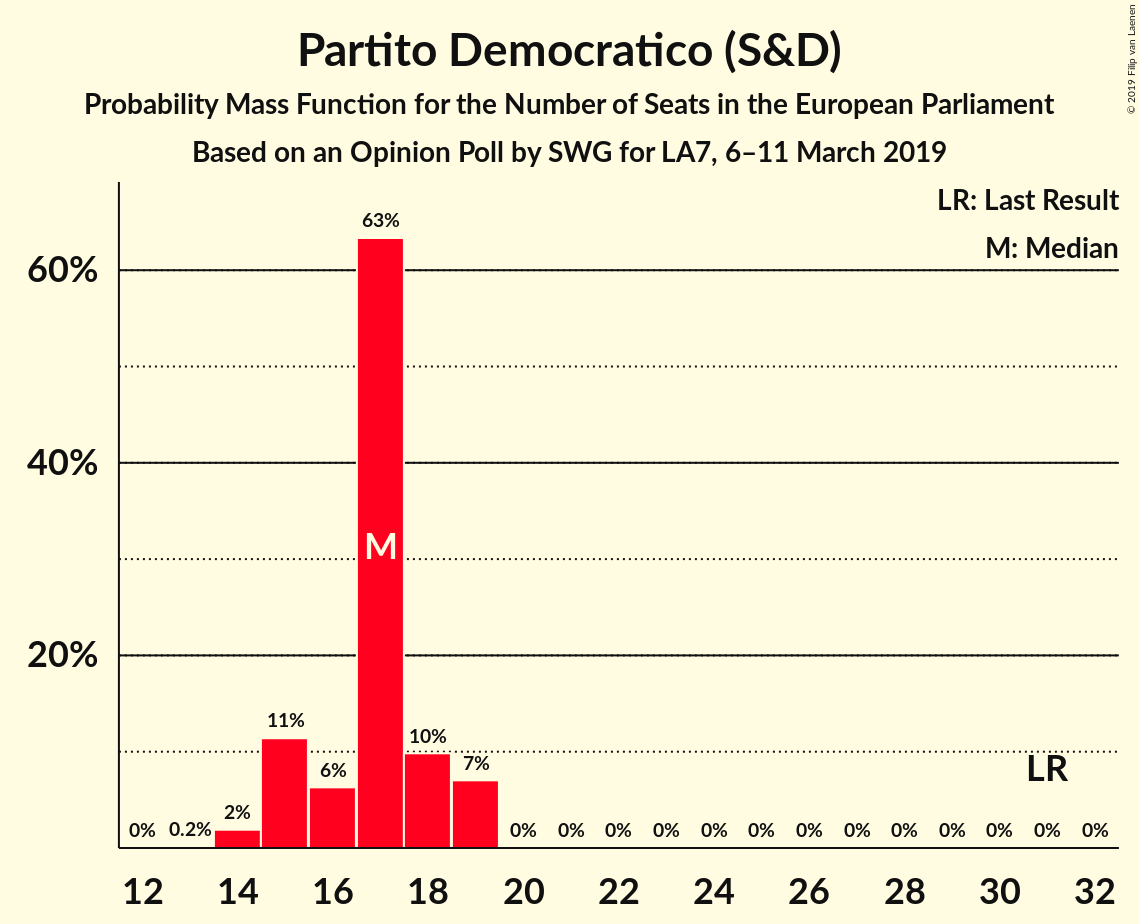 Partito Democratico (S&D)
Probability Mass Function for the Number of Seats in the European Parliament
Based on an Opinion Poll by SWG for LA7, 6–11 March 2019
© 2019 Filip van Laenen
LR: Last Result
M: Median
60%
40%
20%
0% 0.2% 2% 11% 6% 63% 10% 7% 0% 0% 0% 0% 0% 0% 0% 0% 0% 0% 0% 0% 0%
M
LR
12 14 16 18 20 22 24 26 28 30 32